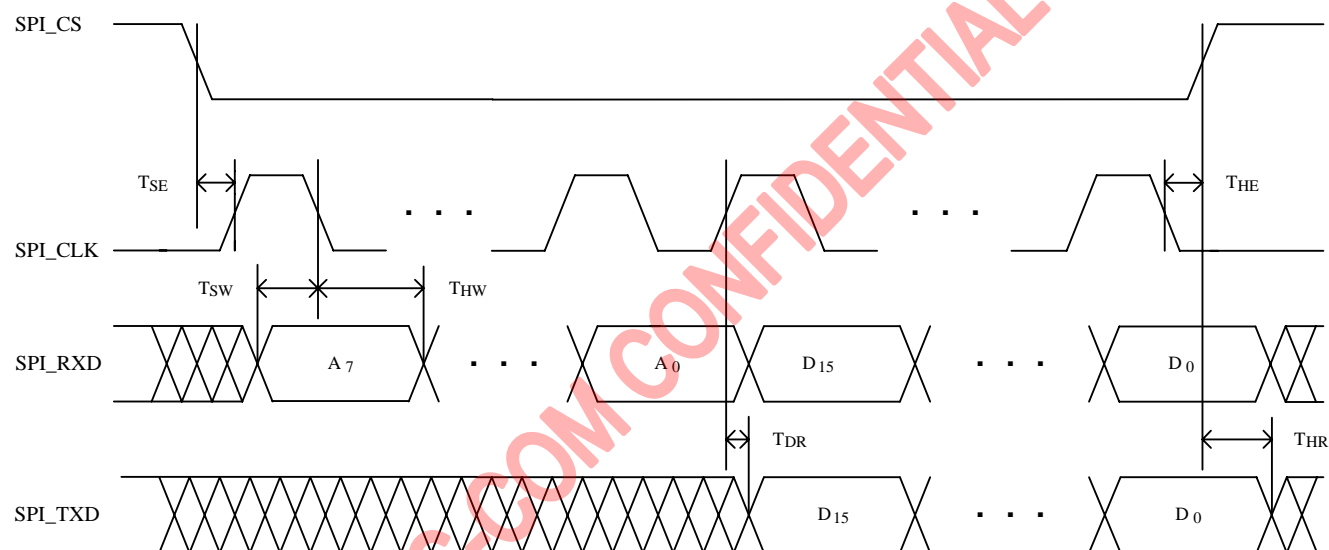 SPI_CS
TSE
THE
SPI_CLK
TSW
THW
SPI_RXD
A 7
A 0
D 15
D 0
TDR
THR
SPI_TXD
D 15
D 0
-COM CONFIDENTIAL